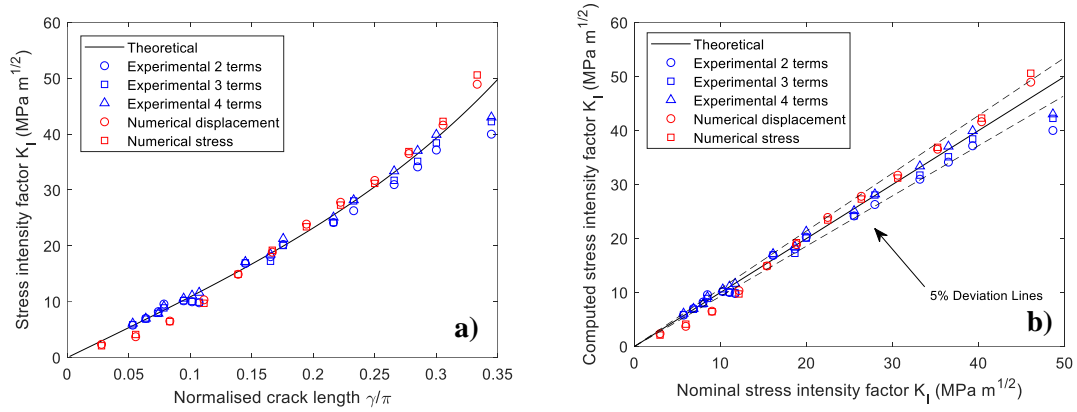 60
50
40
30
20
10
0
Stress intensity factor K_I (MPa m^1/2)
Theoretical
Experimental 2 terms
Experimental 3 terms
Experimental 4 terms
Numerical displacement
Numerical stress
a)
0 0.05 0.1 0.15 0.2 0.25 0.3 0.35
Normalised crack length γ/π
60
50
40
30
20
10
0
Computed stress intensity factor K_I (MPa m^1/2)
Theoretical
Experimental 2 terms
Experimental 3 terms
Experimental 4 terms
Numerical displacement
Numerical stress
5% Deviation Lines
b)
0 10 20 30 40 50
Nominal stress intensity factor K_I (MPa m^1/2)